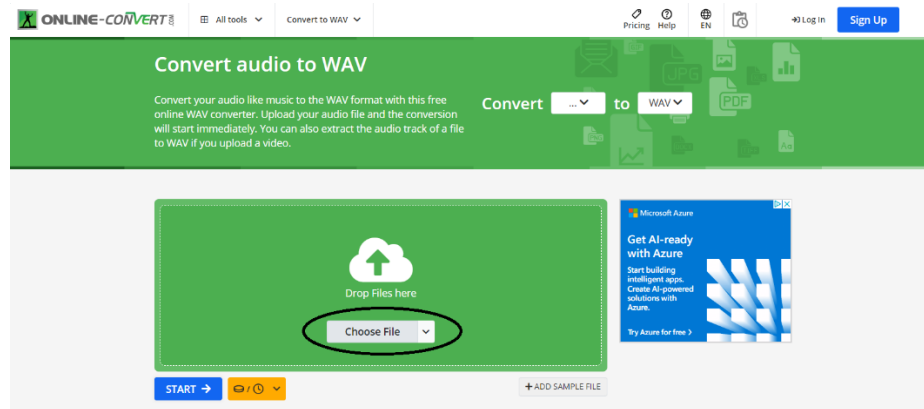 ONLINE-CONVERT.COM
All tools
Convert to WAV
Pricing
Help
EN
Log In
Sign Up
Convert audio to WAV
Convert your audio like music to the WAV format with this free
online WAV converter. Upload your audio file and the conversion
will start immediately. You can also extract the audio track of a file
to WAV if you upload a video.
Convert
...
to
WAV
JPG
PDF
Aa
Drop Files here
Choose File
START
/
+ ADD SAMPLE FILE
Microsoft Azure
Get AI-ready
with Azure
Start building
intelligent apps.
Create AI-powered
solutions with
Azure.
Try Azure for free >